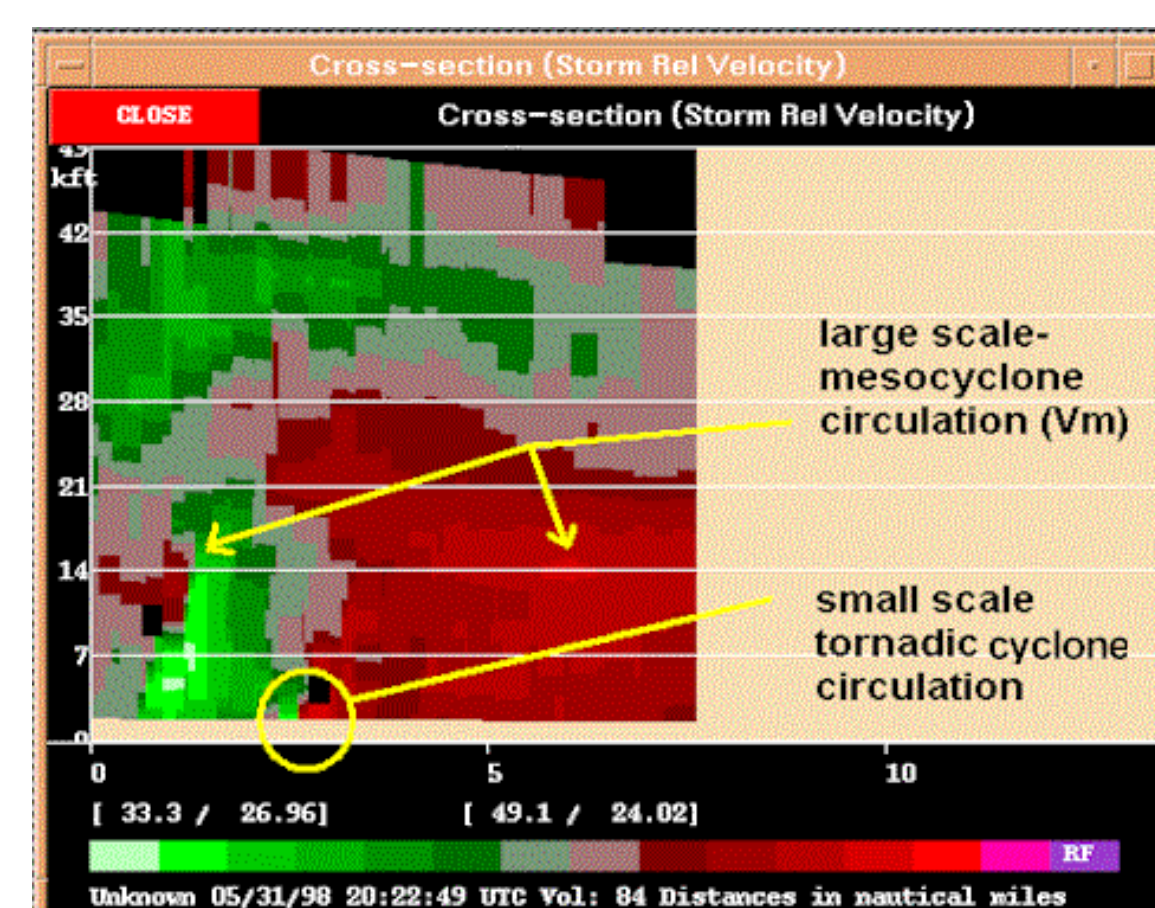 Cross-section (Storm Rel Velocity)
CLOSE
Cross-section (Storm Rel Velocity)
49
kft
42
35
28
21
14
7
0
large scale-
mesocyclone
circulation (Vm)
small scale
tornadic cyclone
circulation
0 5 10
[ 33.3 / 26.96] [ 49.1 / 24.02]
RF
Unknown 05/31/98 20:22:49 UTC Vol: 84 Distances in nautical miles